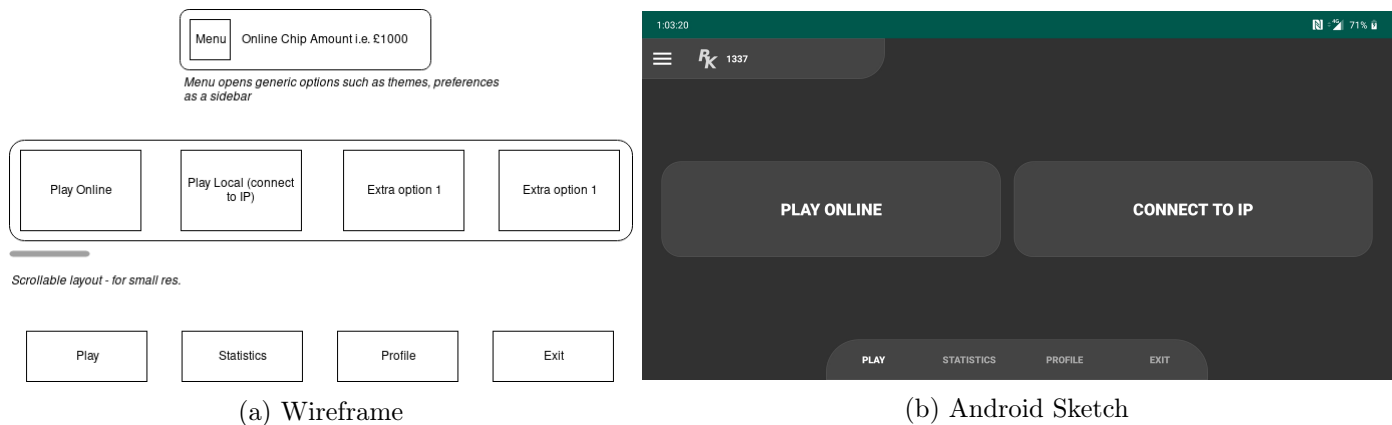 Menu
Online Chip Amount i.e. £1000
Menu opens generic options such as themes, preferences
as a sidebar
Play Online
Play Local (connect
to IP)
Extra option 1
Extra option 1
Scrollable layout - for small res.
Play
Statistics
Profile
Exit
(a) Wireframe
1:03:20
4G
71%
RK
1337
PLAY ONLINE
CONNECT TO IP
PLAY
STATISTICS
PROFILE
EXIT
(b) Android Sketch